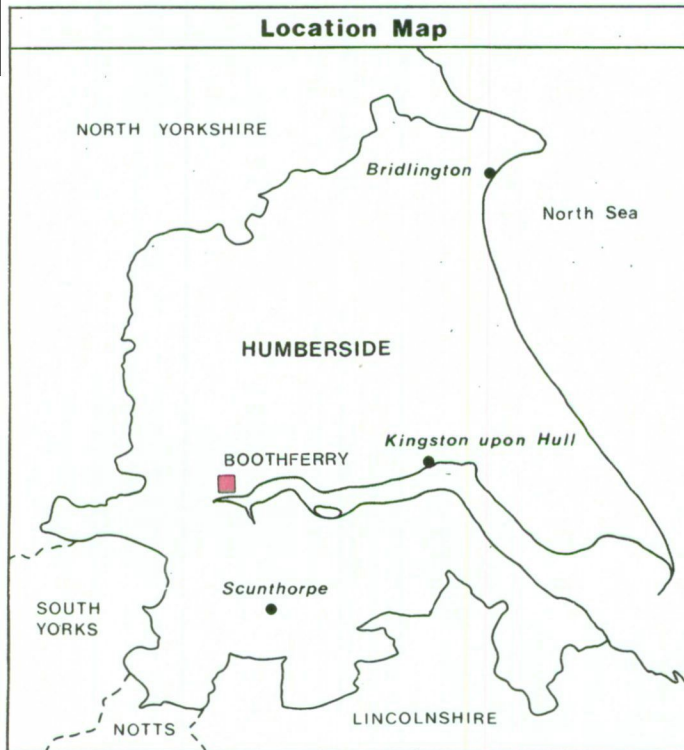 Location Map
NORTH YORKSHIRE
Bridlington
North Sea
HUMBERSIDE
Kingston upon Hull
BOOTHFERRY
Scunthorpe
SOUTH
YORKS
LINCOLNSHIRE
NOTTS